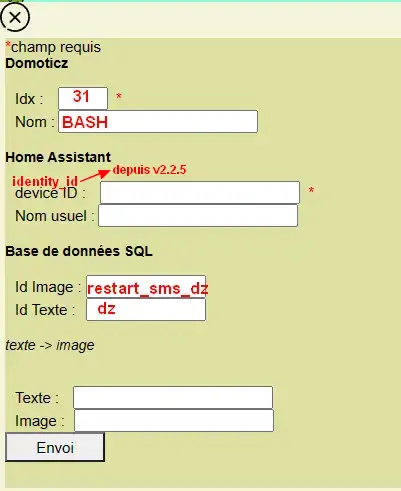 *champ requis
Domoticz
Idx : 31 *
Nom : BASH
Home Assistant
identity_id depuis v2.2.5
device ID : *
Nom usuel :
Base de données SQL
Id Image : restart_sms_dz
Id Texte : dz
texte -> image
Texte :
Image :
Envoi